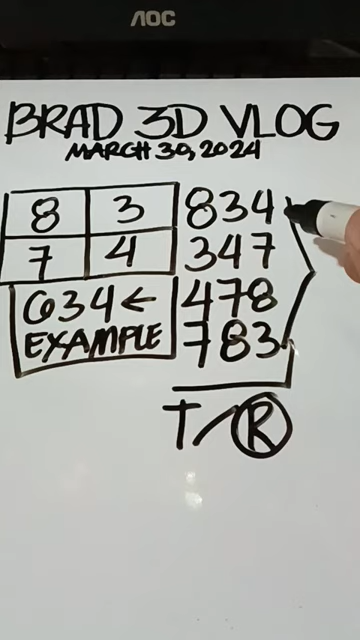 AOC
BRAD 3D VLOG
MARCH 30, 2024
8 3 834
7 4 347
634← 478
EXAMPLE 783
T/R